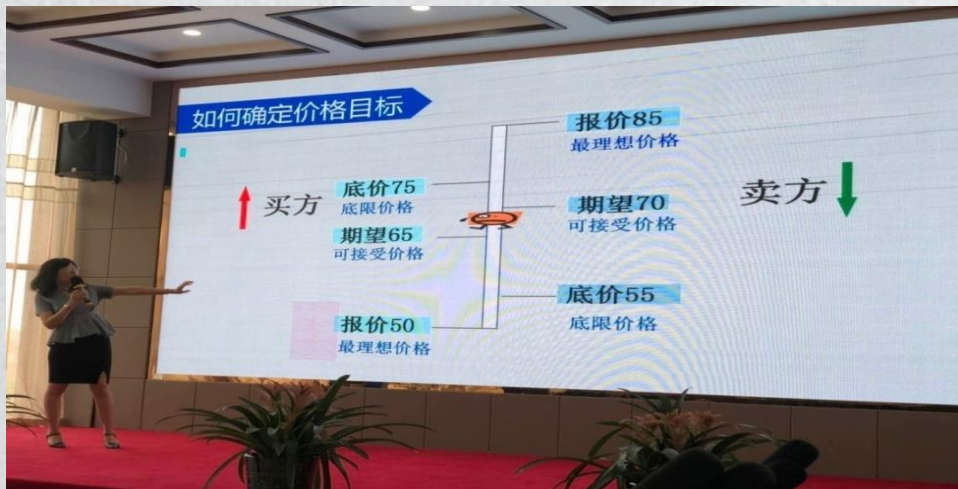 如何确定价格目标
报价85
最理想价格
买方
底价75
底限价格
期望65
可接受价格
报价50
最理想价格
卖方
期望70
可接受价格
底价55
底限价格